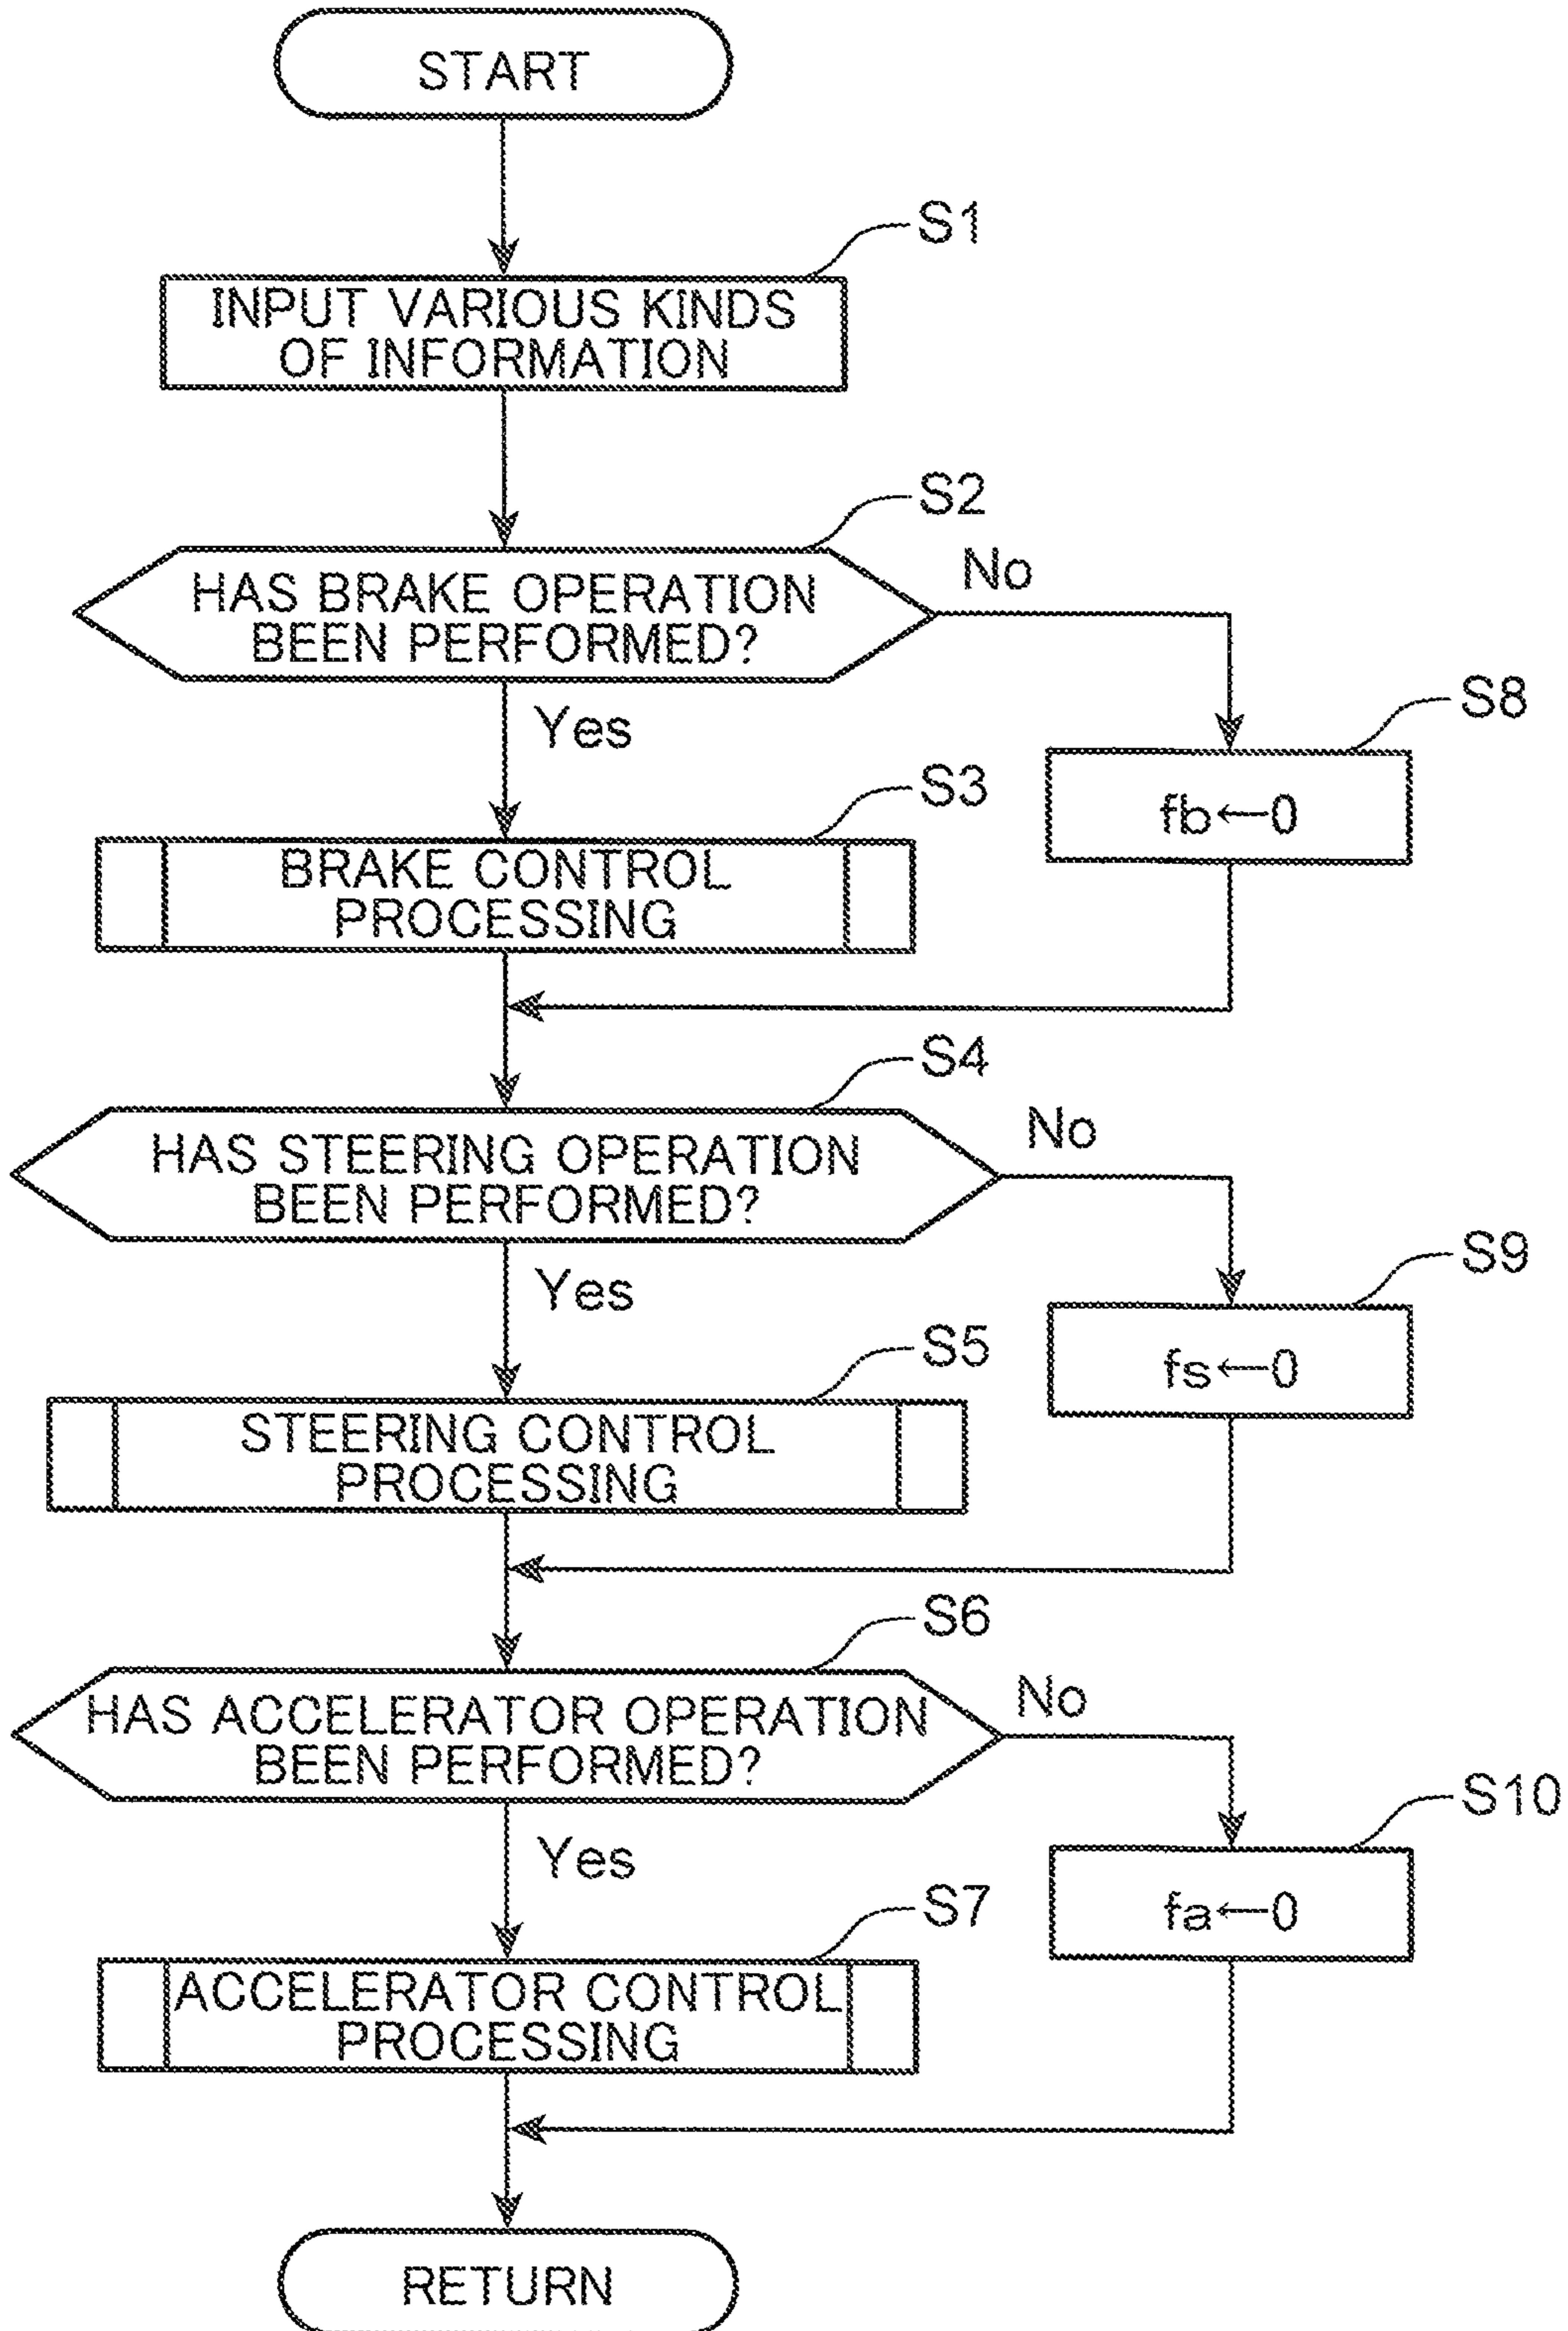 START
S1
INPUT VARIOUS KINDS
OF INFORMATION
S2
HAS BRAKE OPERATION
BEEN PERFORMED?
No
Yes
S8
fb←0
S3
BRAKE CONTROL
PROCESSING
S4
HAS STEERING OPERATION
BEEN PERFORMED?
No
Yes
S9
fs←0
S5
STEERING CONTROL
PROCESSING
S6
HAS ACCELERATOR OPERATION
BEEN PERFORMED?
No
Yes
S10
fa←0
S7
ACCELERATOR CONTROL
PROCESSING
RETURN